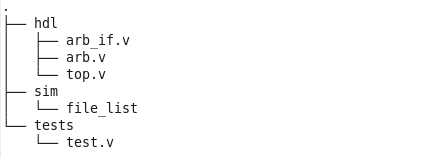 .
├── hdl
│   ├── arb_if.v
│   ├── arb.v
│   └── top.v
├── sim
│   └── file_list
└── tests
    └── test.v